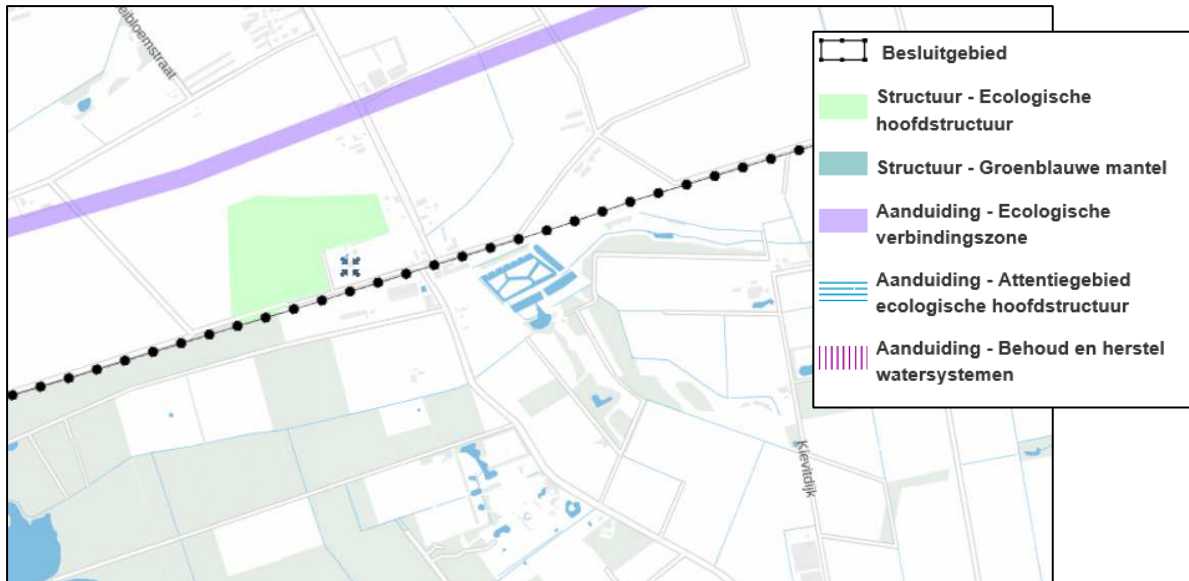 eibloemstraat
Besluitgebied
Structuur - Ecologische
hoofdstructuur
Structuur - Groenblauwe mantel
Aanduiding - Ecologische
verbindingszone
Aanduiding - Attentiegebied
ecologische hoofdstructuur
Aanduiding - Behoud en herstel
watersystemen
Kievitdijk